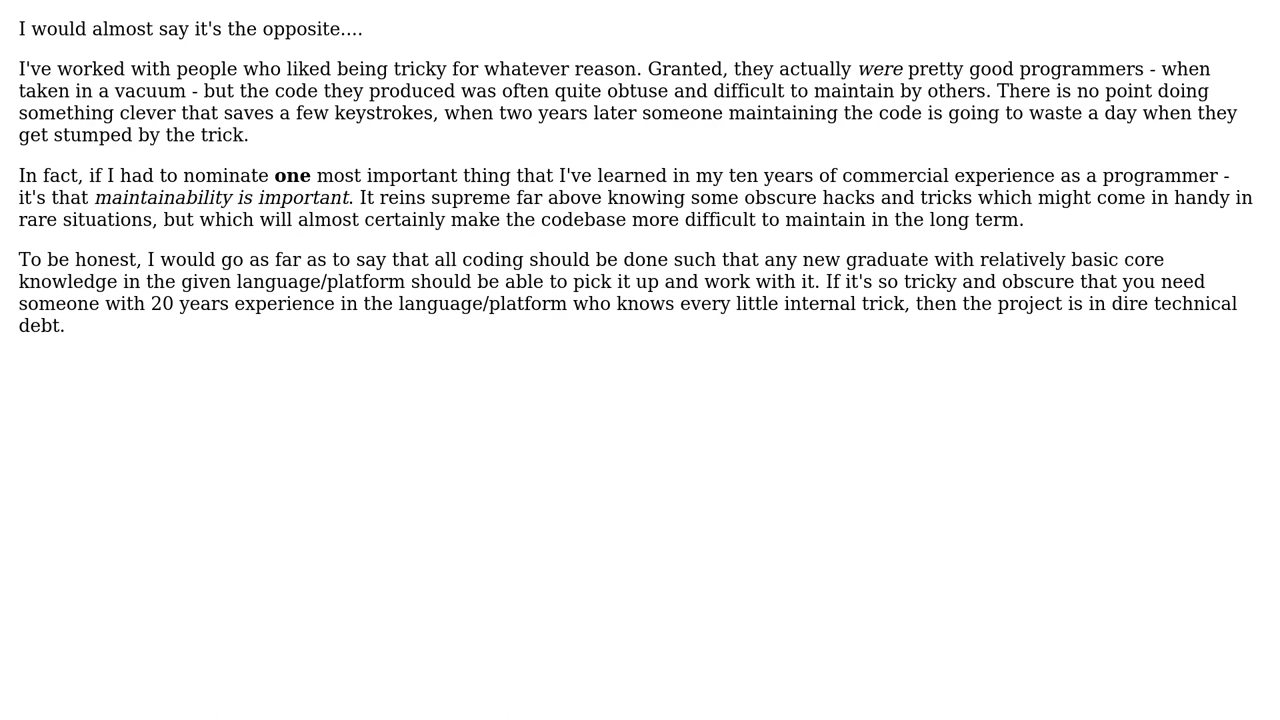 I would almost say it's the opposite....
I've worked with people who liked being tricky for whatever reason. Granted, they actually were pretty good programmers - when
taken in a vacuum - but the code they produced was often quite obtuse and difficult to maintain by others. There is no point doing
something clever that saves a few keystrokes, when two years later someone maintaining the code is going to waste a day when they
get stumped by the trick.
In fact, if I had to nominate one most important thing that I've learned in my ten years of commercial experience as a programmer -
it's that maintainability is important. It reins supreme far above knowing some obscure hacks and tricks which might come in handy in
rare situations, but which will almost certainly make the codebase more difficult to maintain in the long term.
To be honest, I would go as far as to say that all coding should be done such that any new graduate with relatively basic core
knowledge in the given language/platform should be able to pick it up and work with it. If it's so tricky and obscure that you need
someone with 20 years experience in the language/platform who knows every little internal trick, then the project is in dire technical
debt.